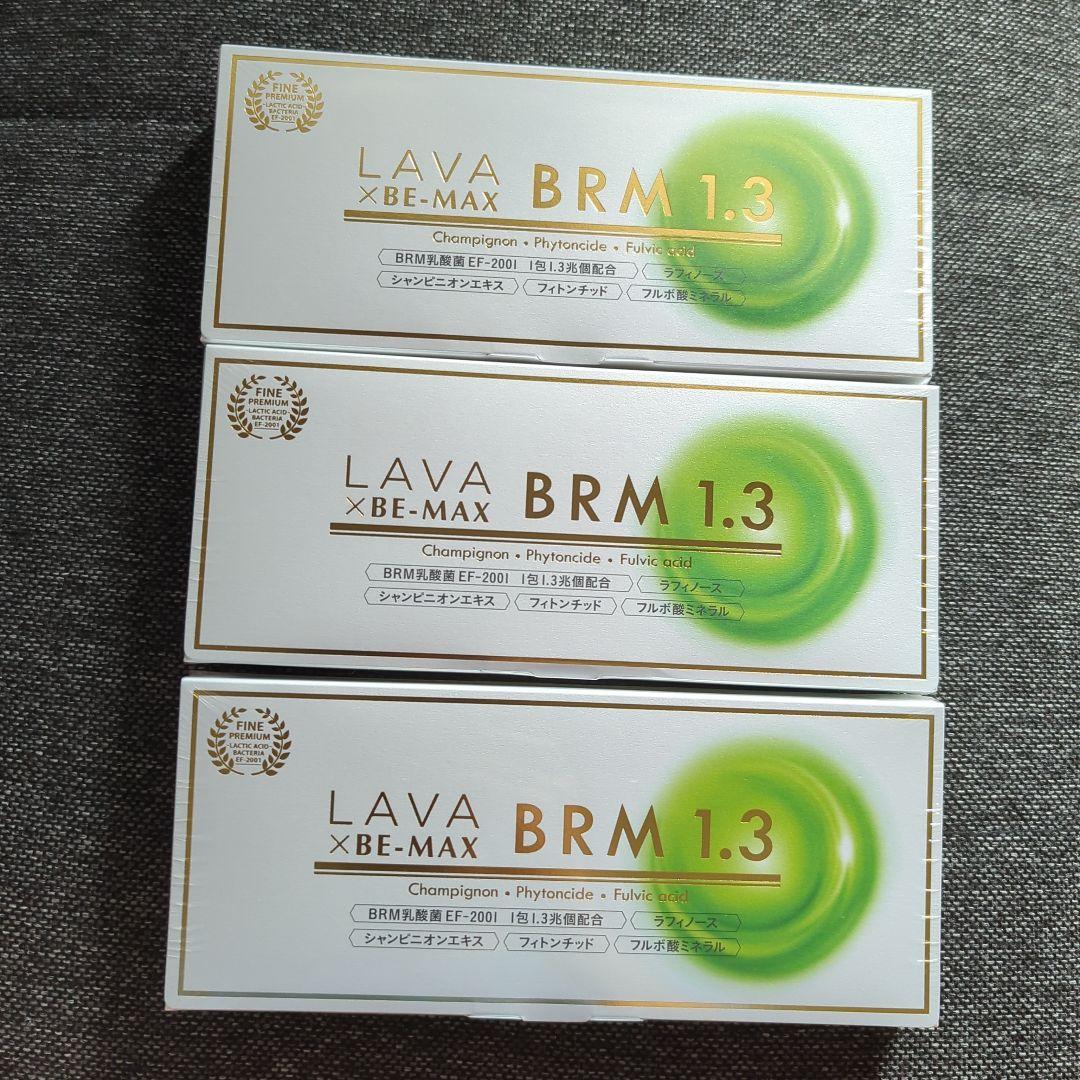 FINE
PREMIUM
-LACTIC ACID-
BACTERIA
EF-2001
LAVA
×BE-MAX BRM 1.3
Champignon • Phytoncide • Fulvic acid
BRM乳酸菌 EF-2001 1包1.3兆個配合 ラフィノース
シャンピニオンエキス フィトンチッド フルボ酸ミネラル
FINE
PREMIUM
-LACTIC ACID-
BACTERIA
EF-2001
LAVA
×BE-MAX BRM 1.3
Champignon • Phytoncide • Fulvic acid
BRM乳酸菌 EF-2001 1包1.3兆個配合 ラフィノース
シャンピニオンエキス フィトンチッド フルボ酸ミネラル
FINE
PREMIUM
-LACTIC ACID-
BACTERIA
EF-2001
LAVA
×BE-MAX BRM 1.3
Champignon • Phytoncide • Fulvic acid
BRM乳酸菌 EF-2001 1包1.3兆個配合 ラフィノース
シャンピニオンエキス フィトンチッド フルボ酸ミネラル